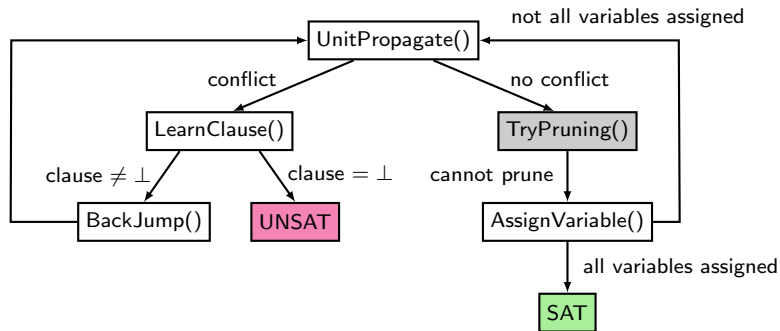 not all variables assigned
UnitPropagate()
conflict
no conflict
LearnClause()
TryPruning()
clause ≠ ⊥
clause = ⊥
cannot prune
BackJump()
UNSAT
AssignVariable()
all variables assigned
SAT